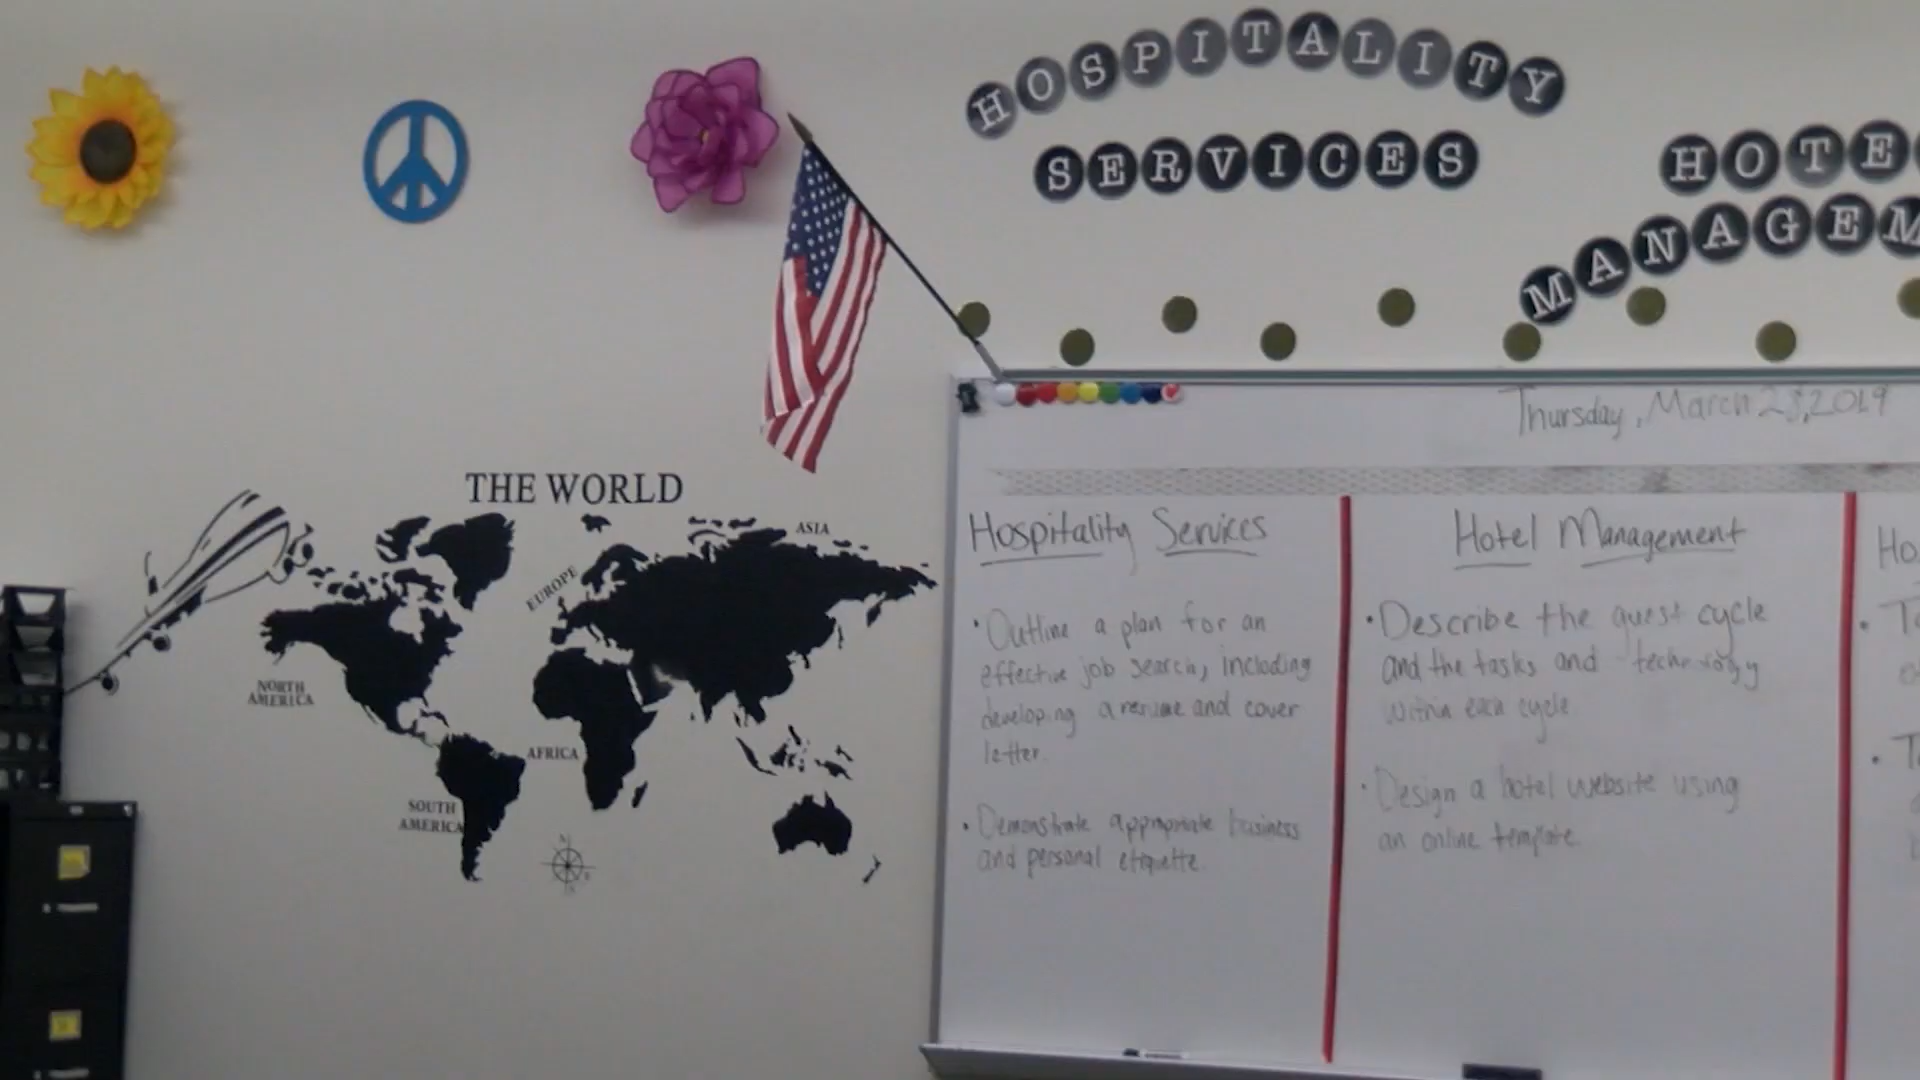 HOSPITALITY
SERVICES
HOTE
MANAGEM
Thursday, March 28, 2019
THE WORLD
ASIA
EUROPE
NORTH
AMERICA
AFRICA
SOUTH
AMERICA
Hospitality Services
• Outline a plan for an
effective job search, including
developing a resume and cover
letter.
• Demonstrate appropriate business
and personal etiquette.
Hotel Management
• Describe the guest cycle
and the tasks and technology
within each cycle.
• Design a hotel website using
an online template.
Ho
• T
• T